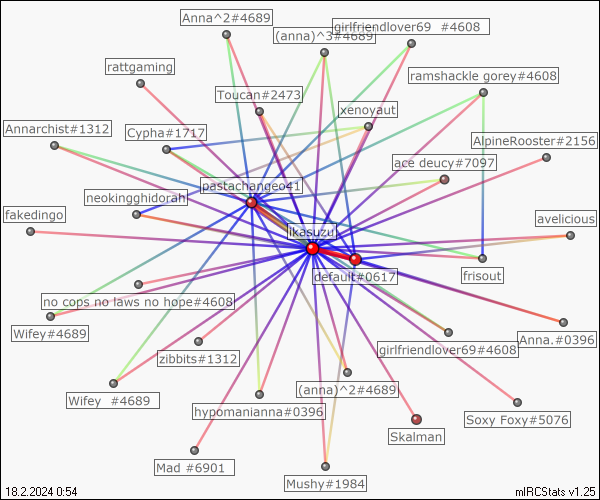 Anna^2#4689
girlfriendlover69  #4608
(anna)^3#4689
rattgaming
ramshackle gorey#4608
Toucan#2473
xenoyaut
Annarchist#1312
Cypha#1717
AlpineRooster#2156
ace deucy#7097
pastachangeo41
neokingghidorah
fakedingo
avelicious
ikasuzu
default#0617
frisout
no cops no laws no hope#4608
Wifey#4689
Anna.#0396
girlfriendlover69#4608
zibbits#1312
(anna)^2#4689
Wifey  #4689
hypomanianna#0396
Soxy Foxy#5076
Skalman
Mad #6901
Mushy#1984
18.2.2024 0:54
mIRCStats v1.25